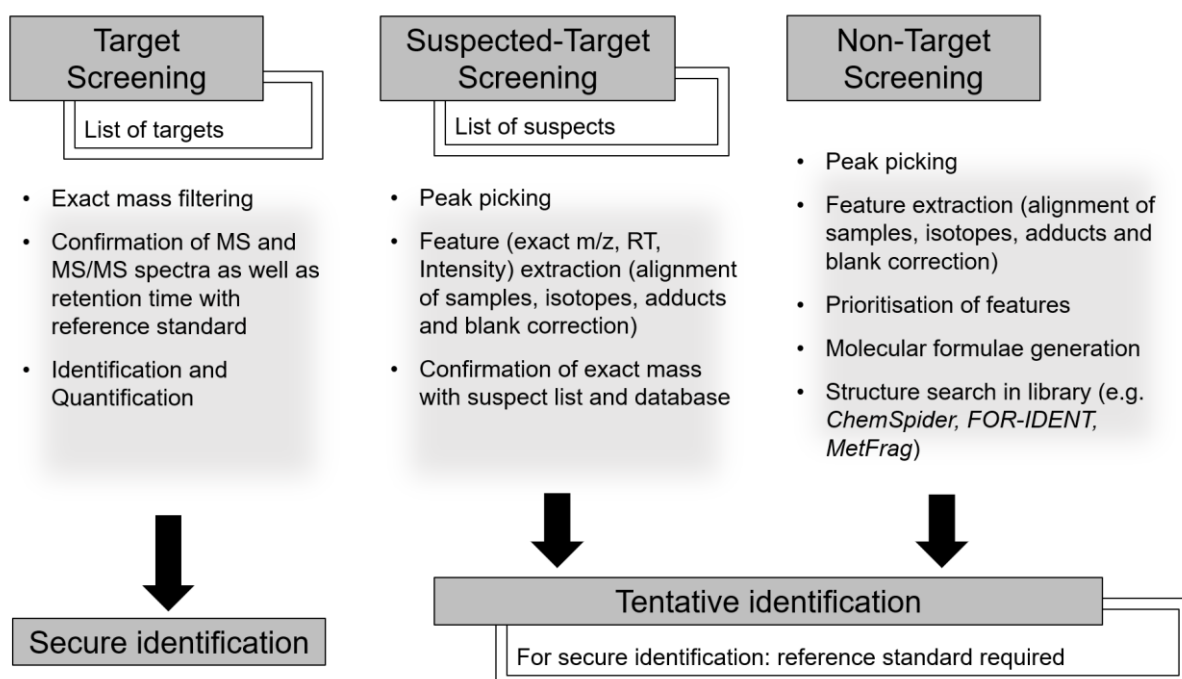 Target
Screening
List of targets
• Exact mass filtering
• Confirmation of MS and
MS/MS spectra as well as
retention time with
reference standard
• Identification and
Quantification
Secure identification
Suspected-Target
Screening
List of suspects
• Peak picking
• Feature (exact m/z, RT,
Intensity) extraction (alignment
of samples, isotopes, adducts
and blank correction)
• Confirmation of exact mass
with suspect list and database
Non-Target
Screening
• Peak picking
• Feature extraction (alignment of
samples, isotopes, adducts and
blank correction)
• Prioritisation of features
• Molecular formulae generation
• Structure search in library (e.g.
ChemSpider, FOR-IDENT,
MetFrag)
Tentative identification
For secure identification: reference standard required